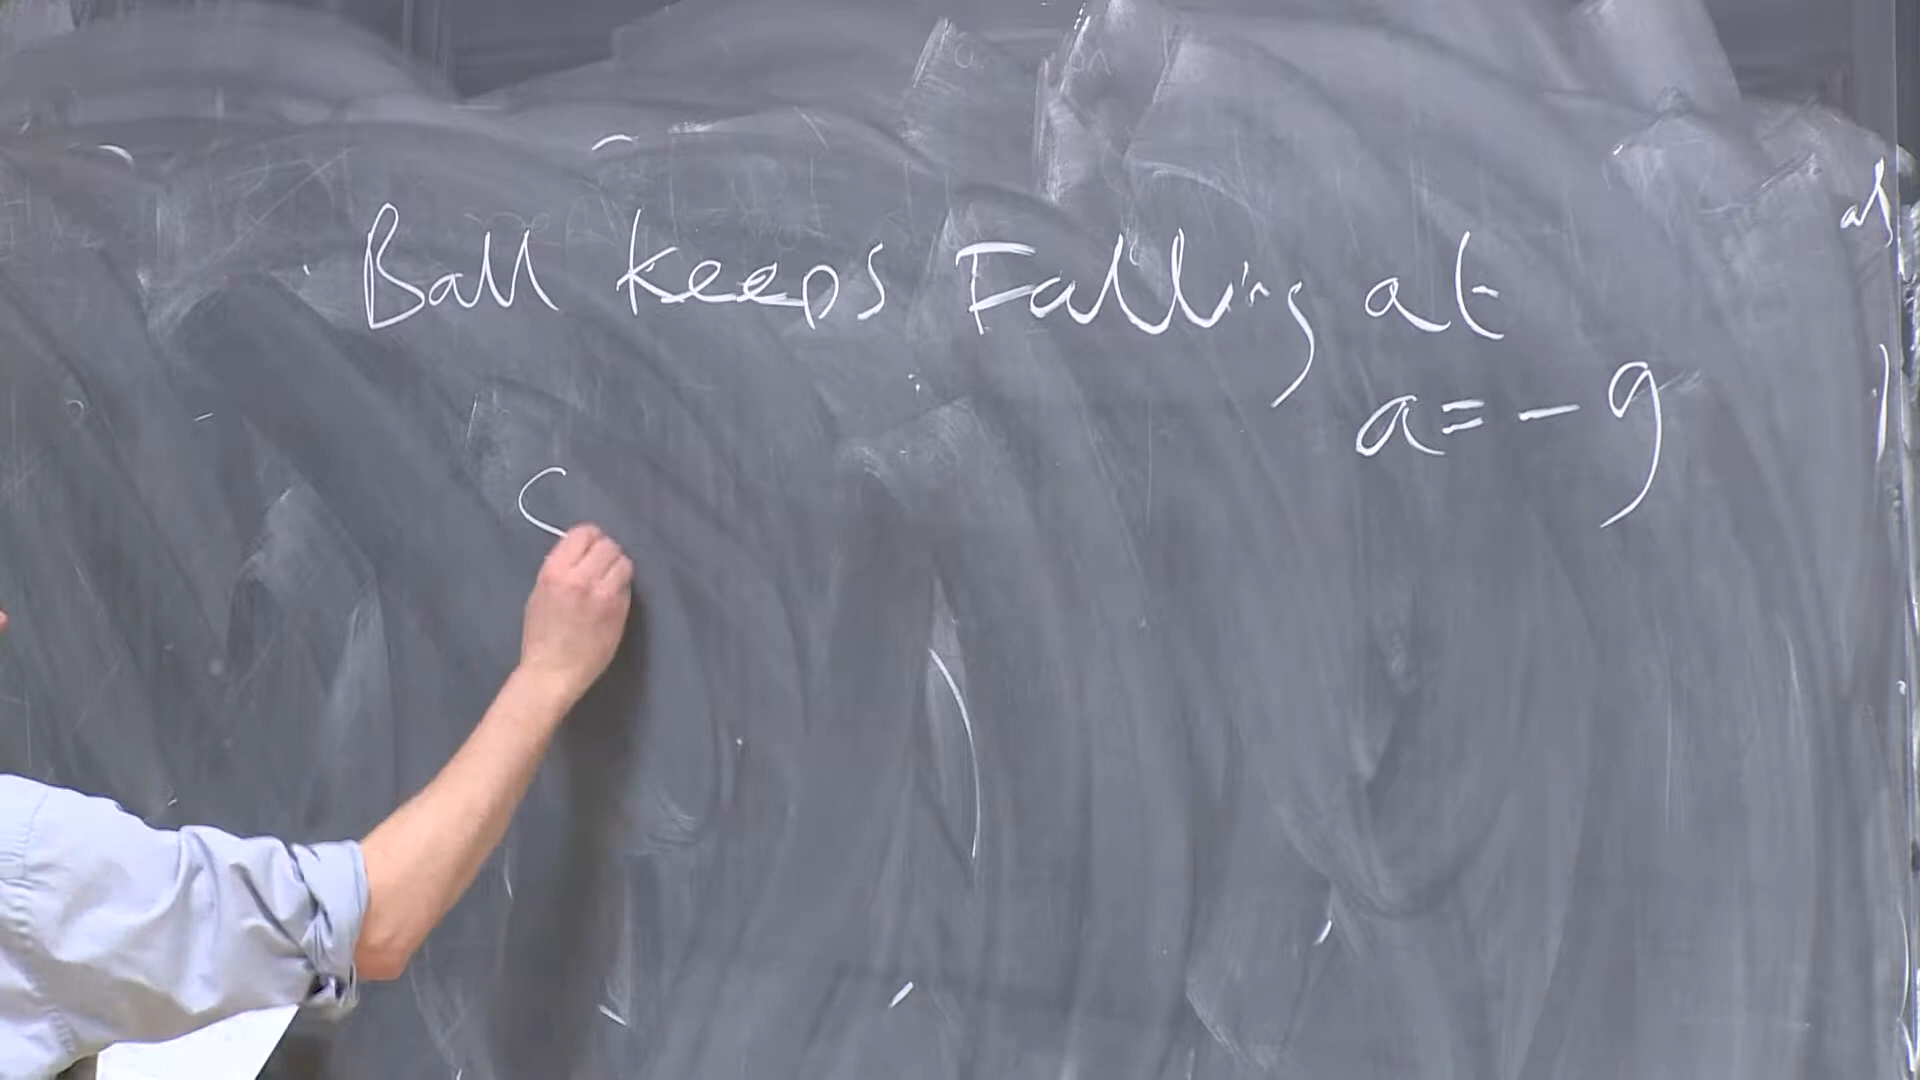 Ball keeps Falling at
a = - g